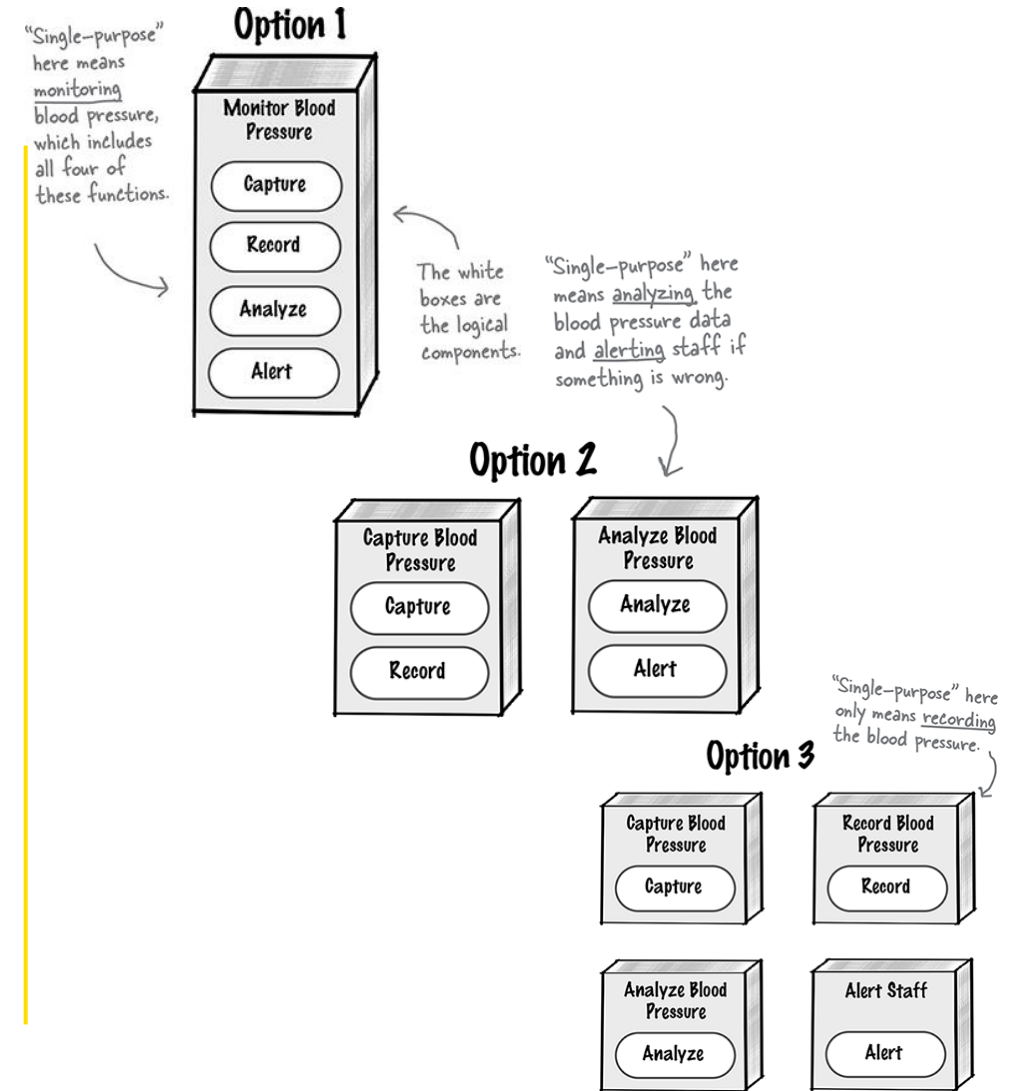 Option 1
“Single-purpose”
here means
monitoring
blood pressure,
which includes
all four of
these functions.
Monitor Blood
Pressure
Capture
Record
Analyze
Alert
The white
boxes are
the logical
components.
“Single-purpose” here
means analyzing the
blood pressure data
and alerting staff if
something is wrong.
Option 2
Capture Blood
Pressure
Capture
Record
Analyze Blood
Pressure
Analyze
Alert
“Single-purpose” here
only means recording
the blood pressure.
Option 3
Capture Blood
Pressure
Capture
Record Blood
Pressure
Record
Analyze Blood
Pressure
Analyze
Alert Staff
Alert